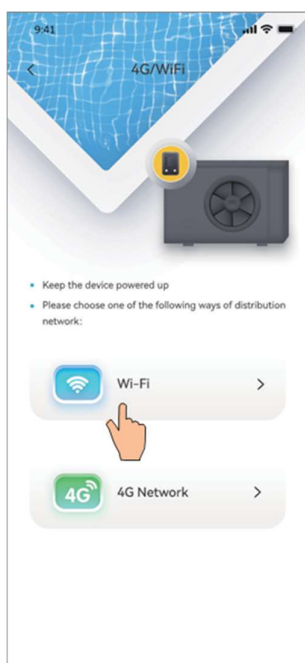 9:41
4G/WiFi
Keep the device powered up
Please choose one of the following ways of distribution
network:
Wi-Fi
4G
4G Network